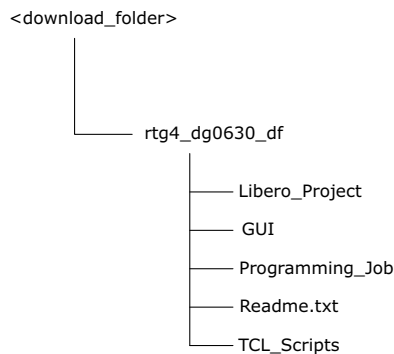 <download_folder>
rtg4_dg0630_df
Libero_Project
GUI
Programming_Job
Readme.txt
TCL_Scripts